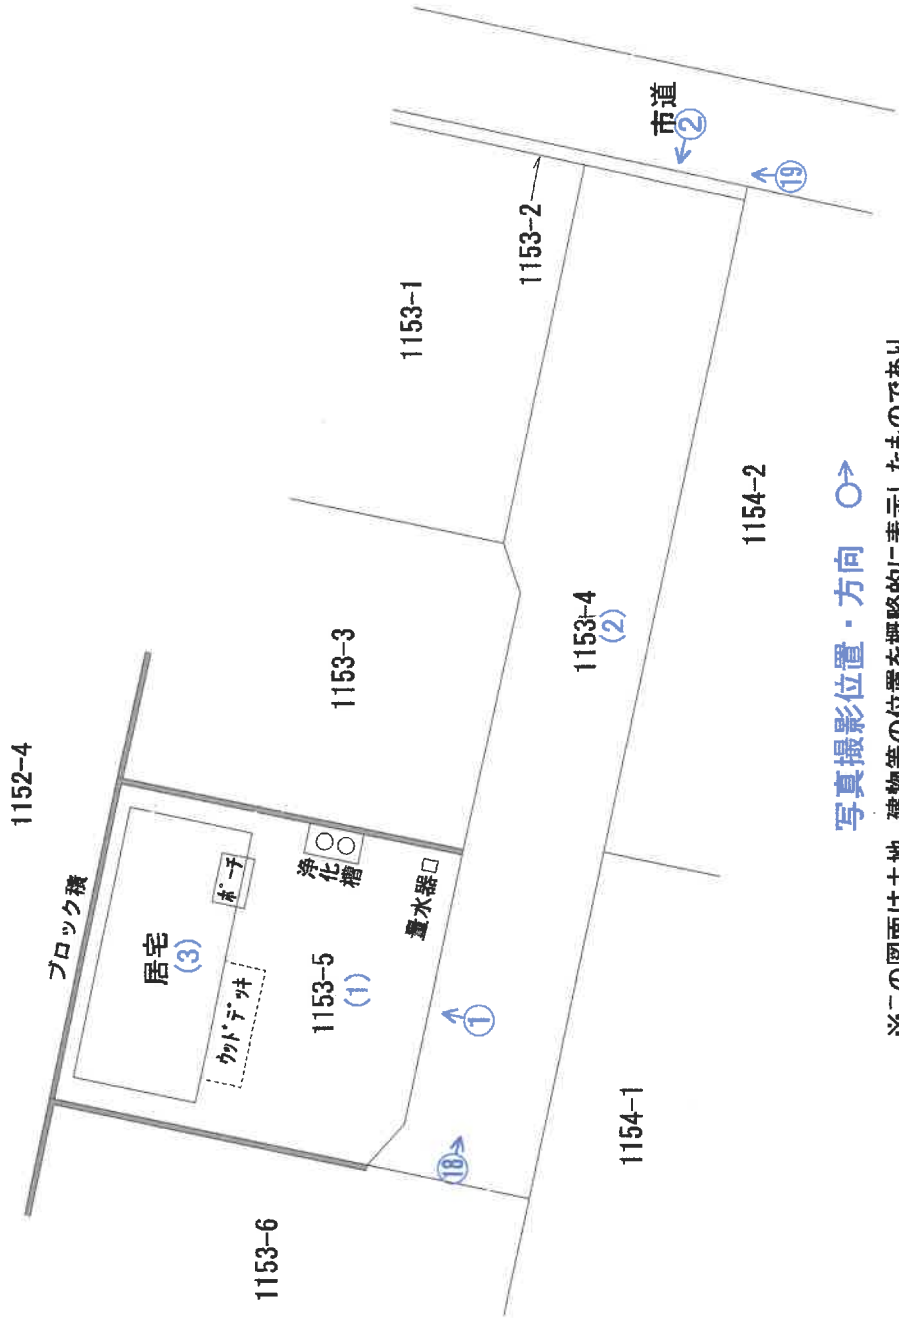 1152-4
ブロック積
居宅
(3)
ポーチ
ウッドデッキ
浄化槽
量水器
1153-5
(1)
①
⑱
1153-6
1153-3
1153-1
1153-2
市道
②
⑲
1153-4
(2)
1154-2
1154-1
写真撮影位置・方向
※この図面は土地、建物等の位置を概略的に表示したものであり